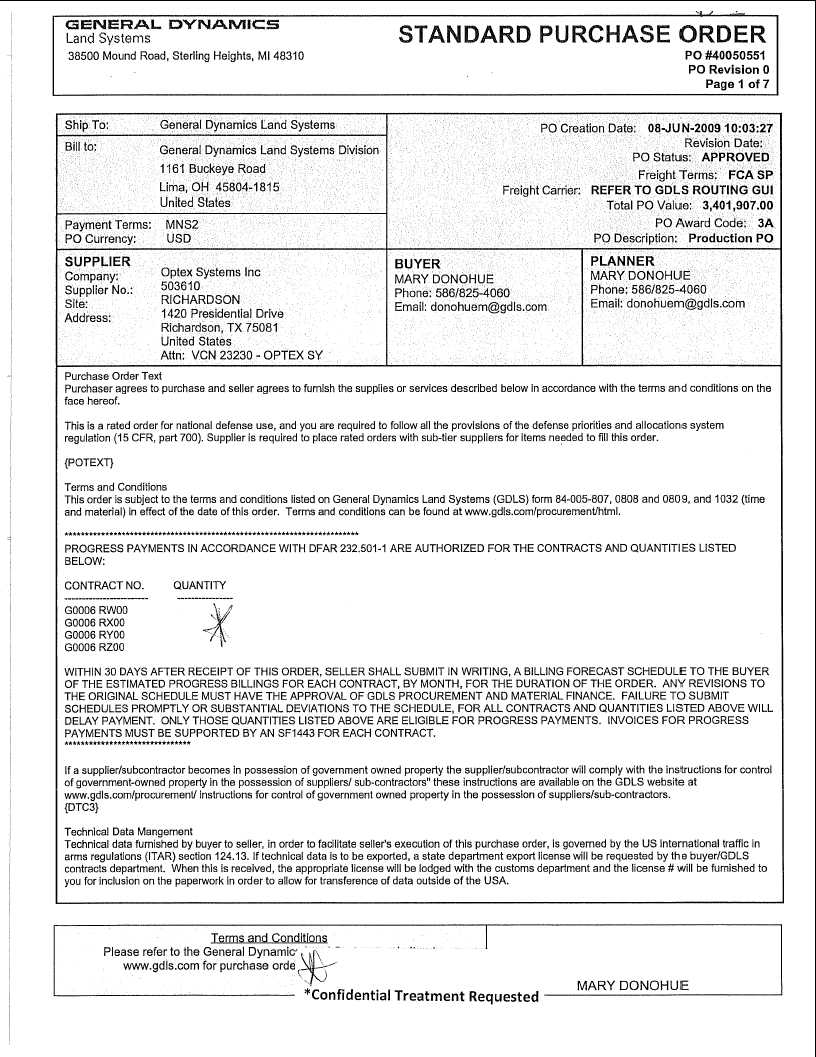 GENERAL DYNAMICS
Land Systems
38500 Mound Road, Sterling Heights, MI 48310
STANDARD PURCHASE ORDER
PO #40050551
PO Revision 0
Page 1 of 7
Ship To: General Dynamics Land Systems
Bill to: General Dynamics Land Systems Division
1161 Buckeye Road
Lima, OH 45804-1815
United States
Payment Terms: MNS2
PO Currency: USD
PO Creation Date: 08-JUN-2009 10:03:27
Revision Date:
PO Status: APPROVED
Freight Terms: FCA SP
Freight Carrier: REFER TO GDLS ROUTING GUI
Total PO Value: 3,401,907.00
PO Award Code: 3A
PO Description: Production PO
SUPPLIER
Company: Optex Systems Inc
Supplier No.: 503610
Site: RICHARDSON
Address: 1420 Presidential Drive
Richardson, TX 75081
United States
Attn: VCN 23230 - OPTEX SY
BUYER
MARY DONOHUE
Phone: 586/825-4060
Email: donohuem@gdls.com
PLANNER
MARY DONOHUE
Phone: 586/825-4060
Email: donohuem@gdls.com
Purchase Order Text
Purchaser agrees to purchase and seller agrees to furnish the supplies or services described below in accordance with the terms and conditions on the
face hereof.
This is a rated order for national defense use, and you are required to follow all the provisions of the defense priorities and allocations system
regulation (15 CFR, part 700). Supplier is required to place rated orders with sub-tier suppliers for items needed to fill this order.
{POTEXT}
Terms and Conditions
This order is subject to the terms and conditions listed on General Dynamics Land Systems (GDLS) form 84-005-807, 0808 and 0809, and 1032 (time
and material) in effect of the date of this order. Terms and conditions can be found at www.gdls.com/procurement/html.
************************************************************************
PROGRESS PAYMENTS IN ACCORDANCE WITH DFAR 232.501-1 ARE AUTHORIZED FOR THE CONTRACTS AND QUANTITIES LISTED
BELOW:
CONTRACT NO. QUANTITY
------------------------ ----------------
G0006 RW00
G0006 RX00
G0006 RY00
G0006 RZ00
WITHIN 30 DAYS AFTER RECEIPT OF THIS ORDER, SELLER SHALL SUBMIT IN WRITING, A BILLING FORECAST SCHEDULE TO THE BUYER
OF THE ESTIMATED PROGRESS BILLINGS FOR EACH CONTRACT, BY MONTH, FOR THE DURATION OF THE ORDER. ANY REVISIONS TO
THE ORIGINAL SCHEDULE MUST HAVE THE APPROVAL OF GDLS PROCUREMENT AND MATERIAL FINANCE. FAILURE TO SUBMIT
SCHEDULES PROMPTLY OR SUBSTANTIAL DEVIATIONS TO THE SCHEDULE, FOR ALL CONTRACTS AND QUANTITIES LISTED ABOVE WILL
DELAY PAYMENT. ONLY THOSE QUANTITIES LISTED ABOVE ARE ELIGIBLE FOR PROGRESS PAYMENTS. INVOICES FOR PROGRESS
PAYMENTS MUST BE SUPPORTED BY AN SF1443 FOR EACH CONTRACT.
*******************************
If a supplier/subcontractor becomes in possession of government owned property the supplier/subcontractor will comply with the instructions for control
of government-owned property in the possession of suppliers/ sub-contractors" these instructions are available on the GDLS website at
www.gdls.com/procurement/ Instructions for control of government owned property in the possession of suppliers/sub-contractors.
{DTC3}
Technical Data Mangement
Technical data furnished by buyer to seller, in order to facilitate seller's execution of this purchase order, is governed by the US International traffic in
arms regulations (ITAR) section 124.13. If technical data is to be exported, a state department export license will be requested by the buyer/GDLS
contracts department. When this is received, the appropriate license will be lodged with the customs department and the license # will be furnished to
you for inclusion on the paperwork in order to allow for transference of data outside of the USA.
Terms and Conditions
Please refer to the General Dynamic
www.gdls.com for purchase orde
MARY DONOHUE
*Confidential Treatment Requested